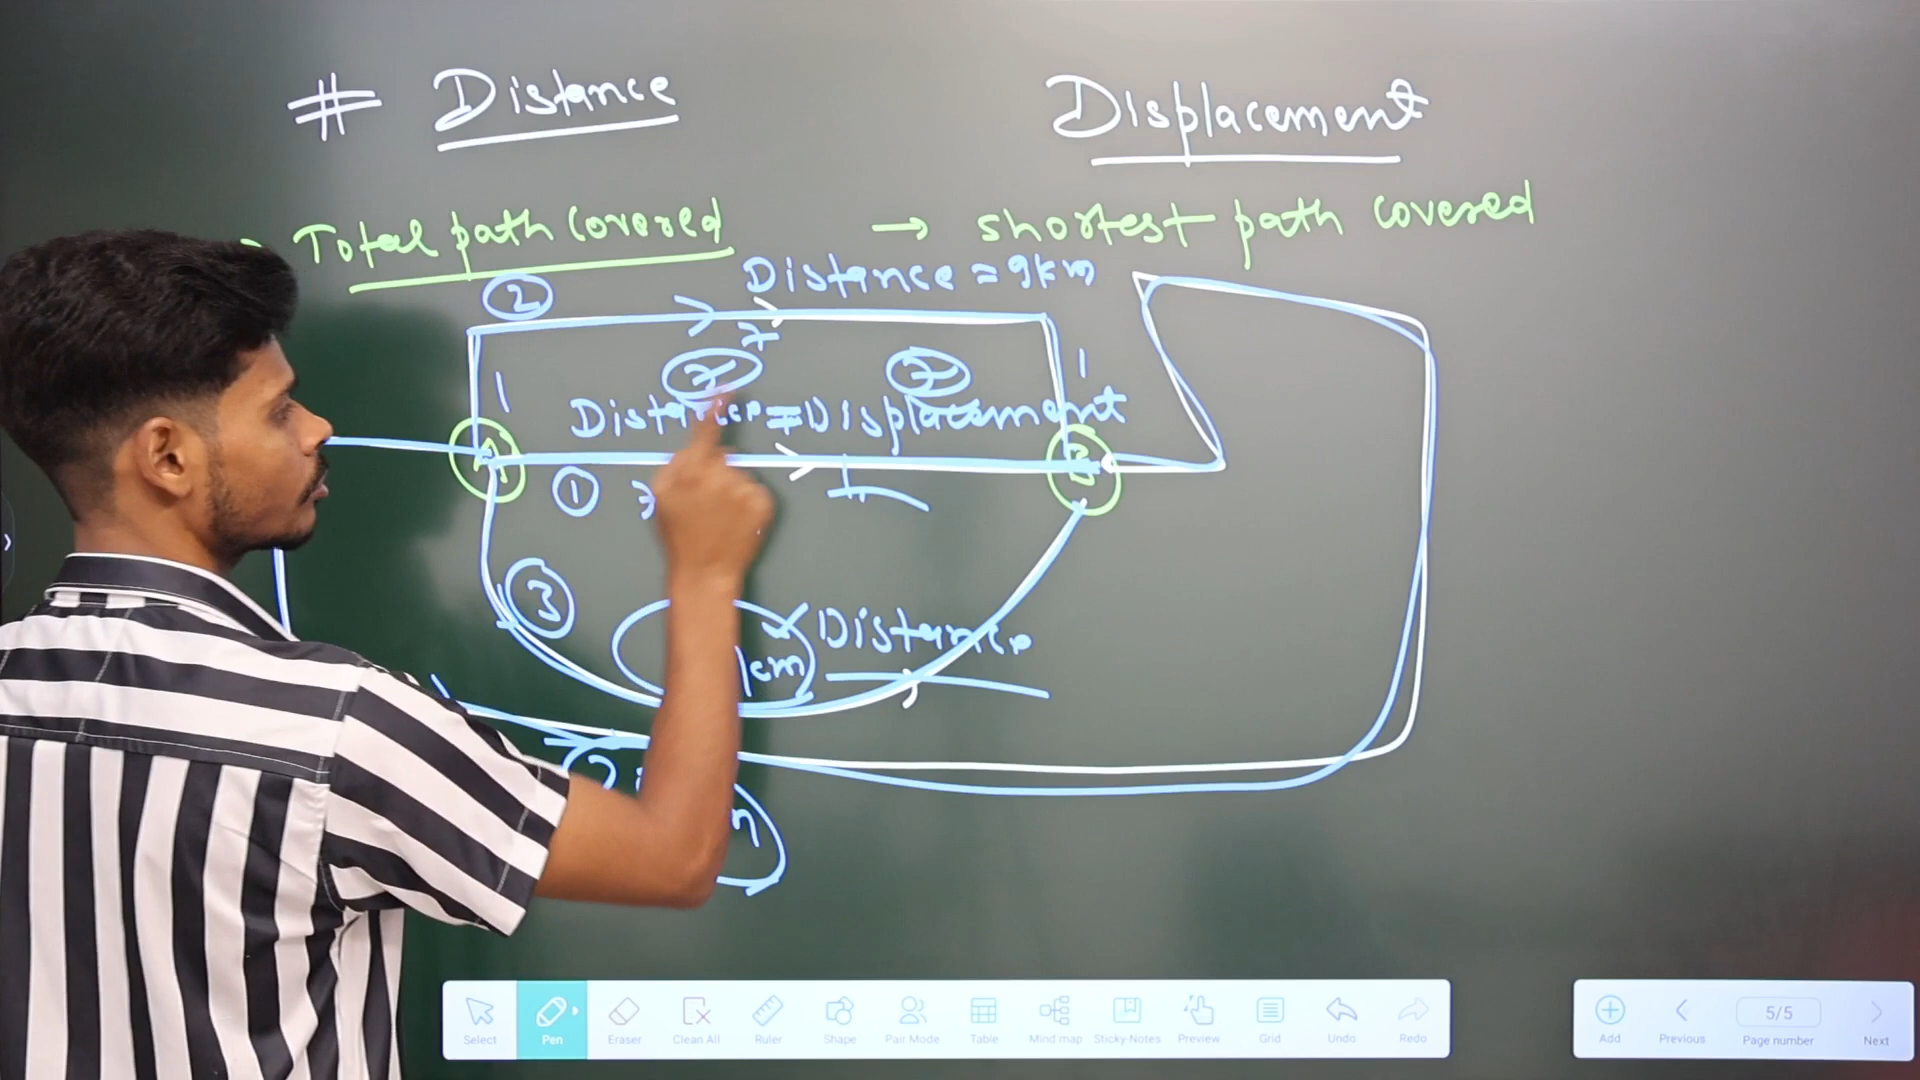 # Distance Displacement
Total path covered → shortest path covered
Distance = 9km
②
7
1 1
Distance = Displacement
A B
①
③
Distance
Select Pen Eraser Clean All Ruler Shape Pair Mode Table Mind map Sticky-Notes Preview Grid Undo Redo
5/5
Add Previous Page number Next